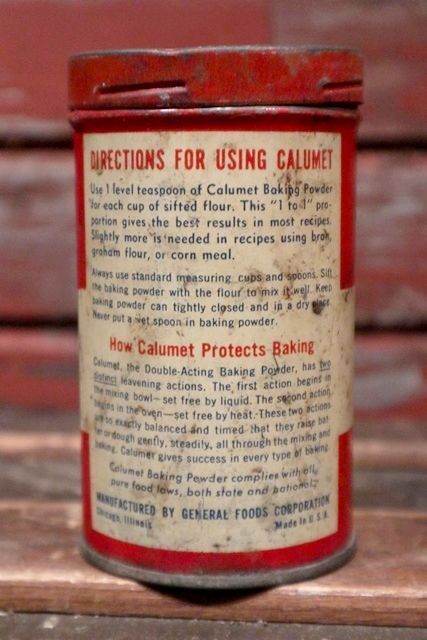 DIRECTIONS FOR USING CALUMET
Use 1 level teaspoon of Calumet Baking Powder
for each cup of sifted flour. This "1 to 1" pro-
portion gives the best results in most recipes.
Slightly more is needed in recipes using bran,
graham flour, or corn meal.
Always use standard measuring cups and spoons. Sift
the baking powder with the flour to mix it well. Keep
baking powder can tightly closed and in a dry place.
Never put a wet spoon in baking powder.
How Calumet Protects Baking
Calumet, the Double-Acting Baking Powder, has two
distinct leavening actions. The first action begins in
the mixing bowl—set free by liquid. The second action
begins in the oven—set free by heat. These two actions
are so exactly balanced and timed that they raise bat-
ter or dough gently, steadily, all through the mixing and
baking. Calumet gives success in every type of baking.
Calumet Baking Powder complies with all
pure food laws, both state and national.
MANUFACTURED BY GENERAL FOODS CORPORATION
Chicago, Illinois Made in U.S.A.